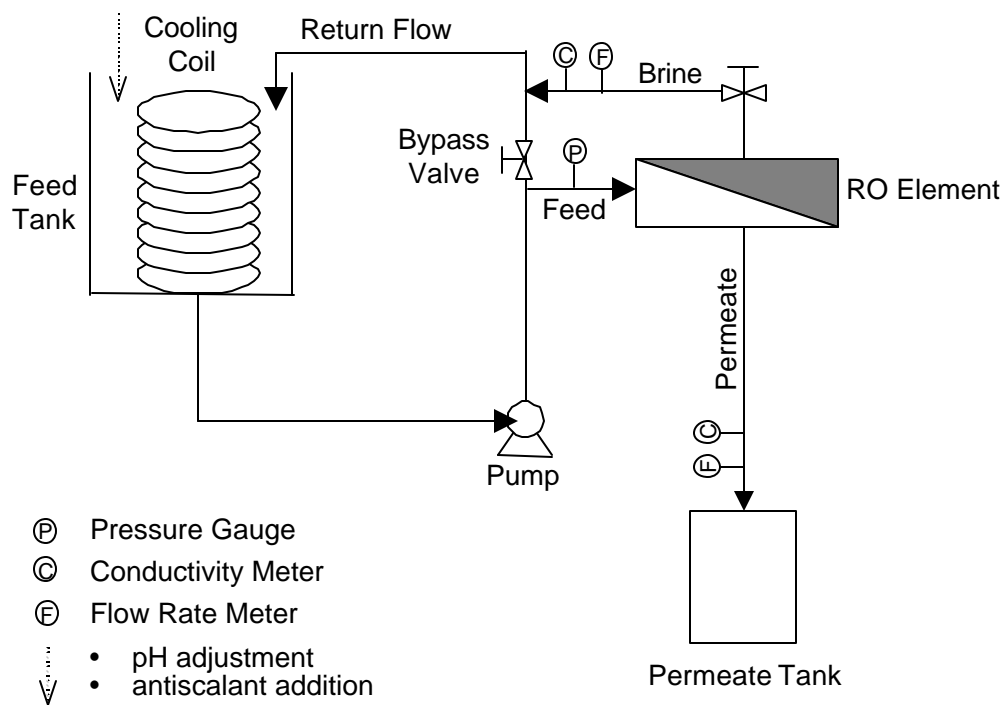 Cooling
Coil
Return Flow
C
F
Brine
Bypass
Valve
P
Feed
Tank
Feed
RO Element
Permeate
C
F
Pump
P Pressure Gauge
C Conductivity Meter
F Flow Rate Meter
• pH adjustment
• antiscalant addition
Permeate Tank